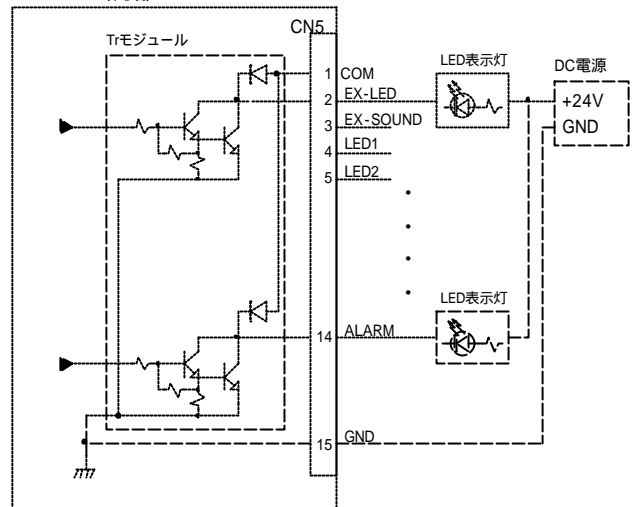 CN5
Trモジュール
LED表示灯
DC電源
1 COM
2 EX-LED
+24V
3 EX-SOUND
GND
4 LED1
5 LED2
LED表示灯
14 ALARM
15 GND